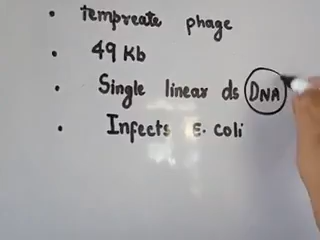 • tempreate phage
• 49 Kb
• Single linear ds DNA
• Infects E. coli